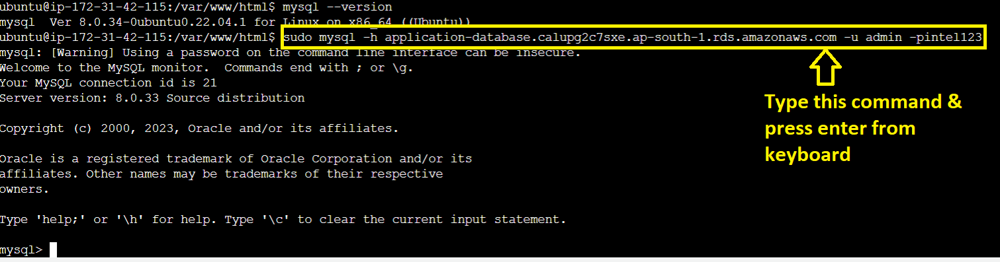 ubuntu@ip-172-31-42-115:/var/www/html$ mysql --version
mysql  Ver 8.0.34-0ubuntu0.22.04.1 for Linux on x86_64 ((Ubuntu))
ubuntu@ip-172-31-42-115:/var/www/html$ sudo mysql -h application-database.calupg2c7sxe.ap-south-1.rds.amazonaws.com -u admin -pintel123
mysql: [Warning] Using a password on the command line interface can be insecure.
Welcome to the MySQL monitor.  Commands end with ; or \g.
Your MySQL connection id is 21
Server version: 8.0.33 Source distribution
Copyright (c) 2000, 2023, Oracle and/or its affiliates.
Oracle is a registered trademark of Oracle Corporation and/or its
affiliates. Other names may be trademarks of their respective
owners.
Type 'help;' or '\h' for help. Type '\c' to clear the current input statement.
mysql>
Type this command &
press enter from
keyboard